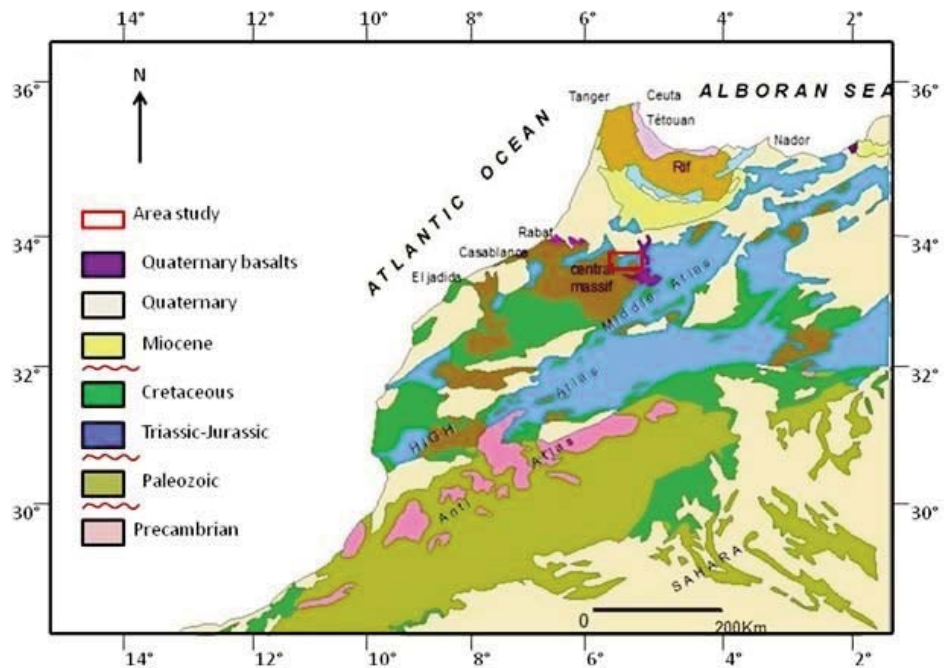 14° 12° 10° 8° 6° 4° 2°
36°
34°
32°
30°
N
ATLANTIC OCEAN
ALBORAN SEA
Tanger
Ceuta
Tétouan
Nador
Rif
Rabat
Casablance
El jadida
central
massif
Middle Atlas
HIGH Atlas
Anti Atlas
SAHARA
Area study
Quaternary basalts
Quaternary
Miocene
Cretaceous
Triassic-Jurassic
Paleozoic
Precambrian
0 200Km
36°
34°
32°
30°
14° 12° 10° 8° 6° 4° 2°